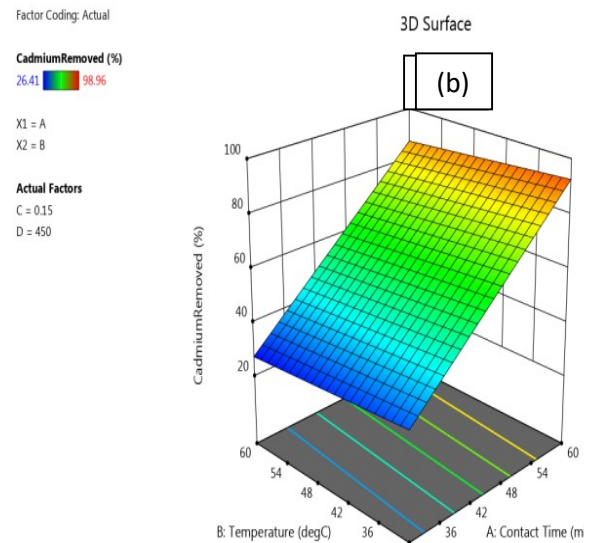 Factor Coding: Actual
3D Surface
CadmiumRemoved (%)
26.41 98.96
(b)
X1 = A
X2 = B
Actual Factors
C = 0.15
D = 450
100
80
60
40
20
CadmiumRemoved (%)
60
54
48
42
36
B: Temperature (degC)
60
54
48
42
36
A: Contact Time (m